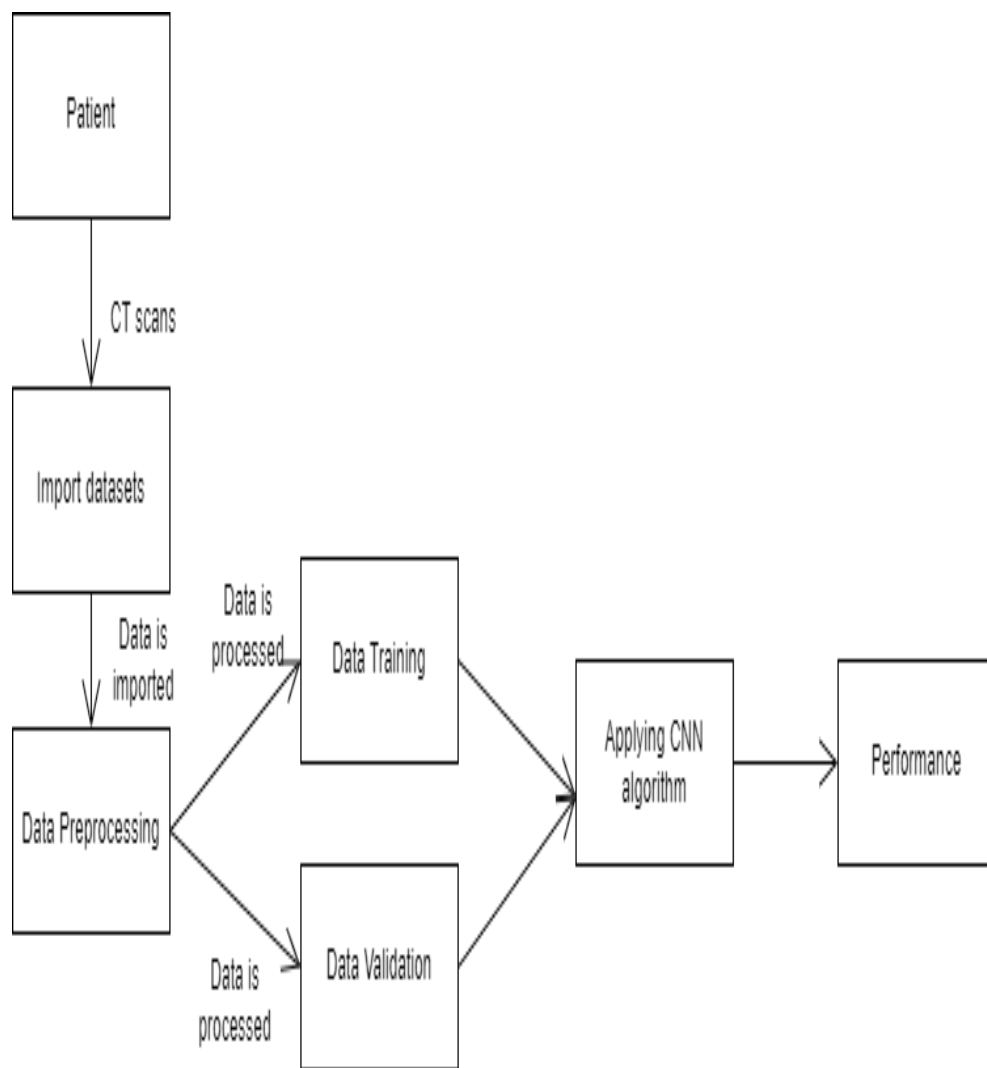 Patient
CT scans
Import datasets
Data is
imported
Data Preprocessing
Data is
processed
Data Training
Data is
processed
Data Validation
Applying CNN
algorithm
Performance